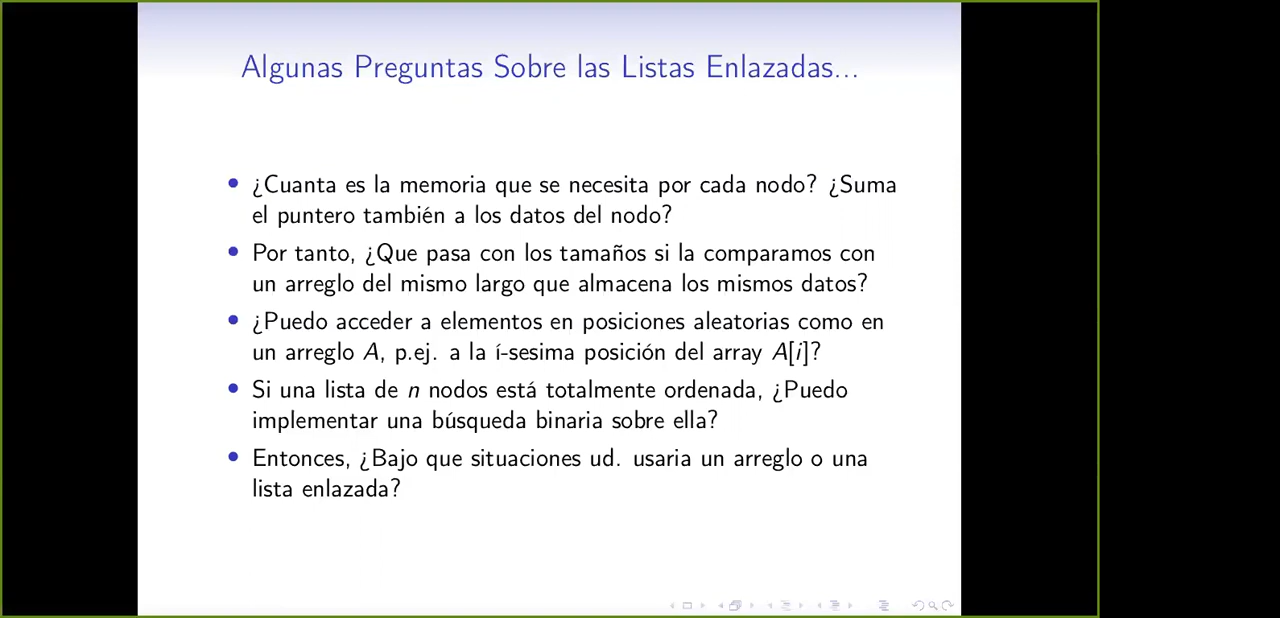 Algunas Preguntas Sobre las Listas Enlazadas...
• ¿Cuanta es la memoria que se necesita por cada nodo? ¿Suma
el puntero también a los datos del nodo?
• Por tanto, ¿Que pasa con los tamaños si la comparamos con
un arreglo del mismo largo que almacena los mismos datos?
• ¿Puedo acceder a elementos en posiciones aleatorias como en
un arreglo A, p.ej. a la í-sesima posición del array A[i]?
• Si una lista de n nodos está totalmente ordenada, ¿Puedo
implementar una búsqueda binaria sobre ella?
• Entonces, ¿Bajo que situaciones ud. usaria un arreglo o una
lista enlazada?